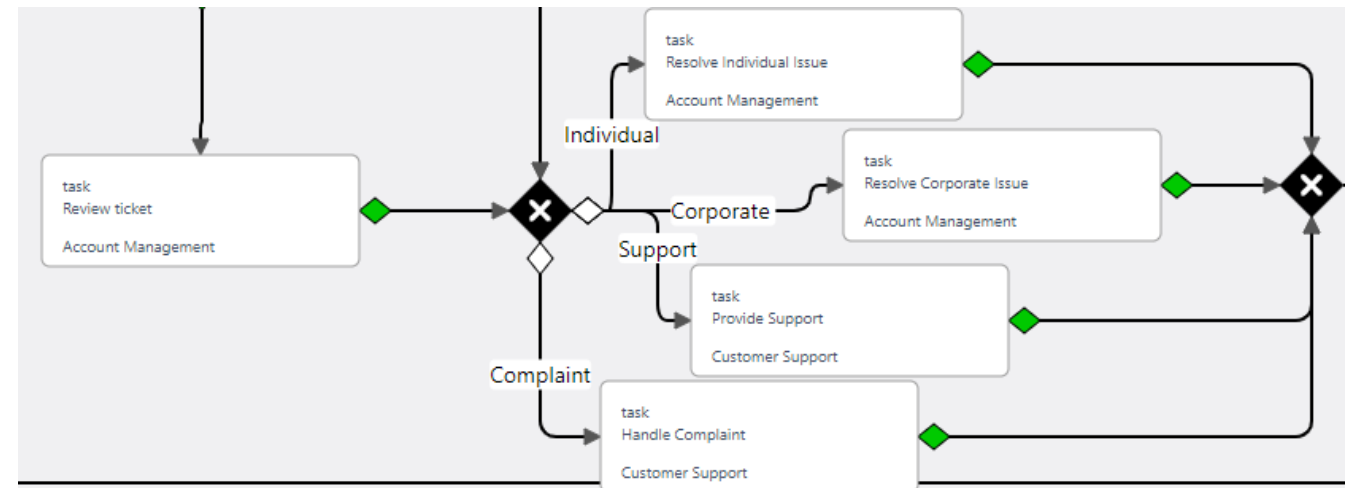 task
Resolve Individual Issue
Account Management
Individual
task
Resolve Corporate Issue
Account Management
task
Review ticket
Account Management
Corporate
Support
task
Provide Support
Customer Support
Complaint
task
Handle Complaint
Customer Support